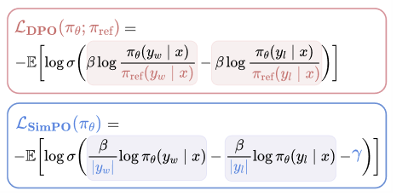 ℒ_DPO(π_θ; π_ref) =
−𝔼[log σ(β log π_θ(y_w | x) / π_ref(y_w | x) − β log π_θ(y_l | x) / π_ref(y_l | x))]
ℒ_SimPO(π_θ) =
−𝔼[log σ(β / |y_w| log π_θ(y_w | x) − β / |y_l| log π_θ(y_l | x) − γ)]